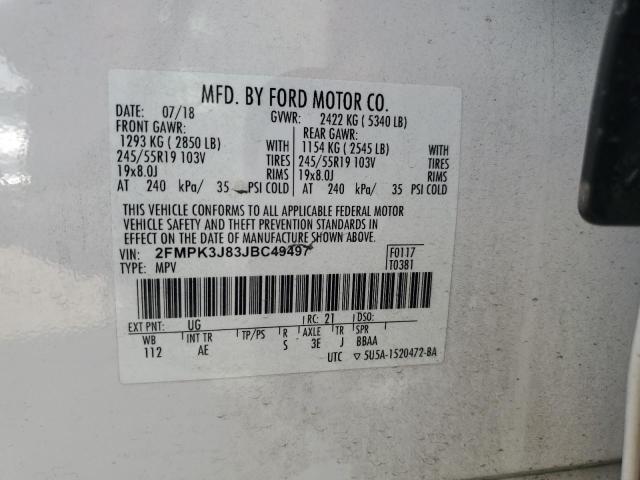 MFD. BY FORD MOTOR CO.
DATE: 07/18 GVWR: 2422 KG ( 5340 LB)
FRONT GAWR: REAR GAWR:
1293 KG ( 2850 LB) WITH 1154 KG ( 2545 LB) WITH
245/55R19 103V TIRES 245/55R19 103V TIRES
19x8.0J RIMS 19x8.0J RIMS
AT 240 kPa/ 35 PSI COLD AT 240 kPa/ 35 PSI COLD
THIS VEHICLE CONFORMS TO ALL APPLICABLE FEDERAL MOTOR
VEHICLE SAFETY AND THEFT PREVENTION STANDARDS IN
EFFECT ON THE DATE OF MANUFACTURE SHOWN ABOVE.
VIN: 2FMPK3J83JBC49497 F0117
TYPE: MPV T0381
EXT PNT: UG RC: 21 DSO:
WB INT TR TP/PS R AXLE TR SPR
112 AE S 3E J BBAA
UTC ▽ 5U5A-1520472-BA